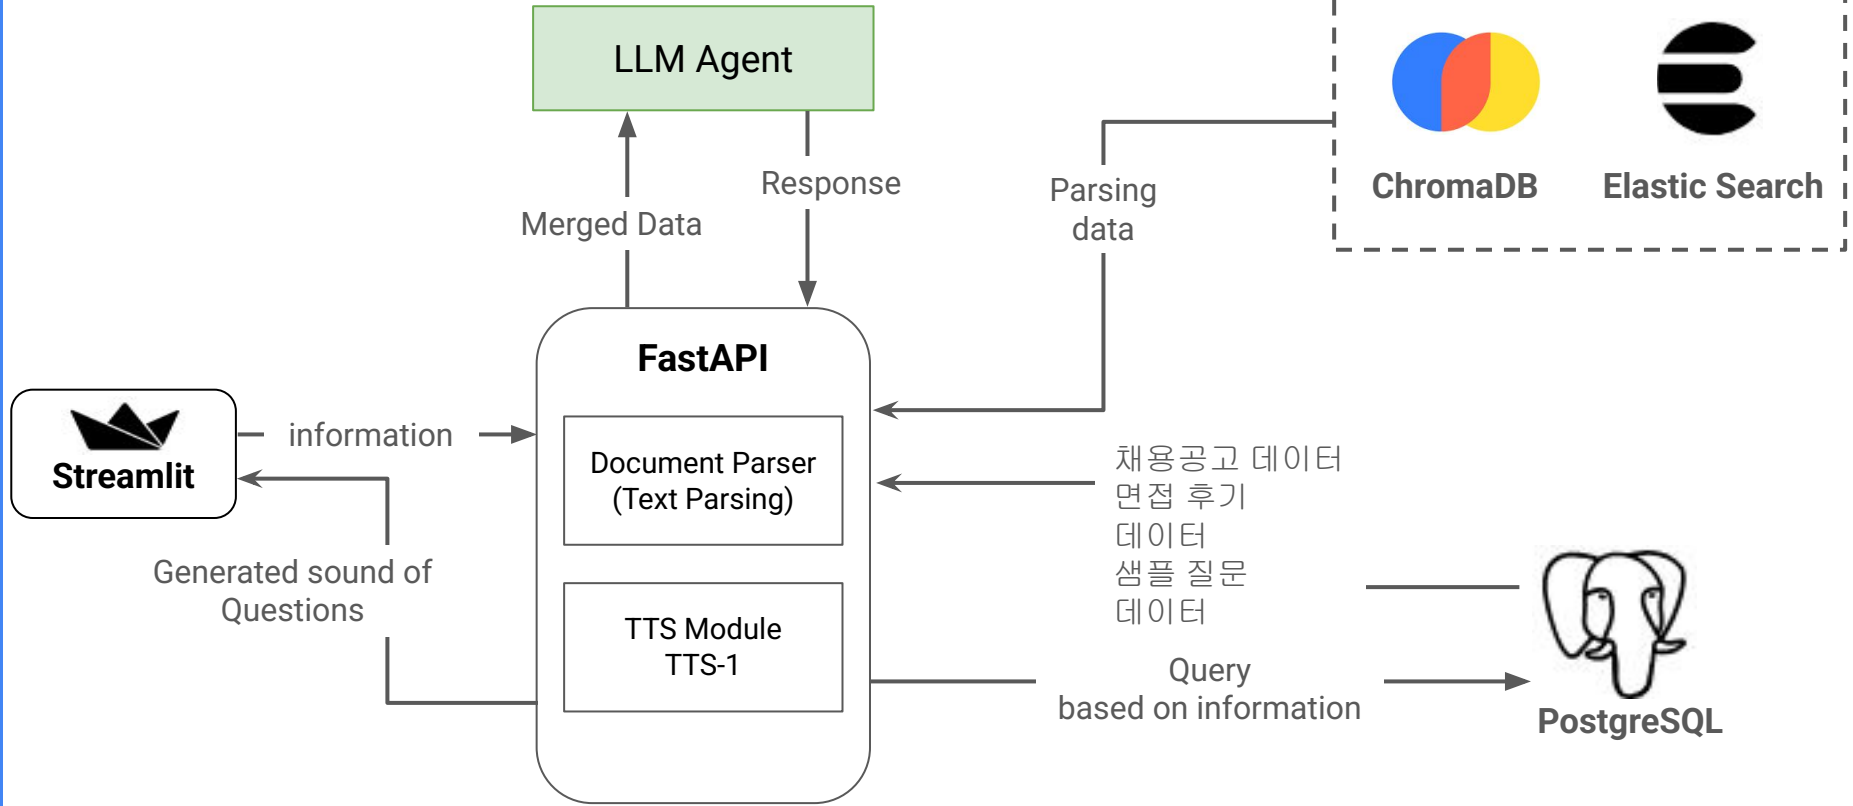 LLM Agent
ChromaDB
Elastic Search
Response
Merged Data
Parsing
data
FastAPI
Streamlit
information
Document Parser
(Text Parsing)
채용공고 데이터
면접 후기
데이터
샘플 질문
데이터
Generated sound of
Questions
TTS Module
TTS-1
Query
based on information
PostgreSQL